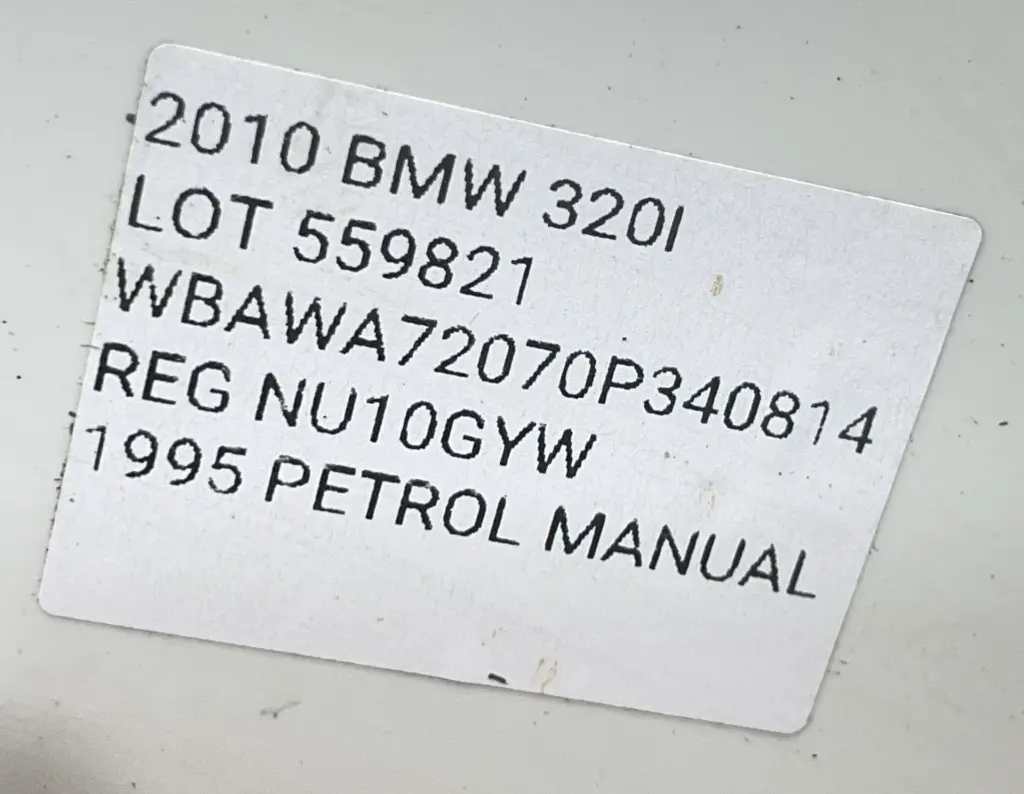 2010 BMW 320I
LOT 559821
WBAWA72070P340814
REG NU10GYW
1995 PETROL MANUAL